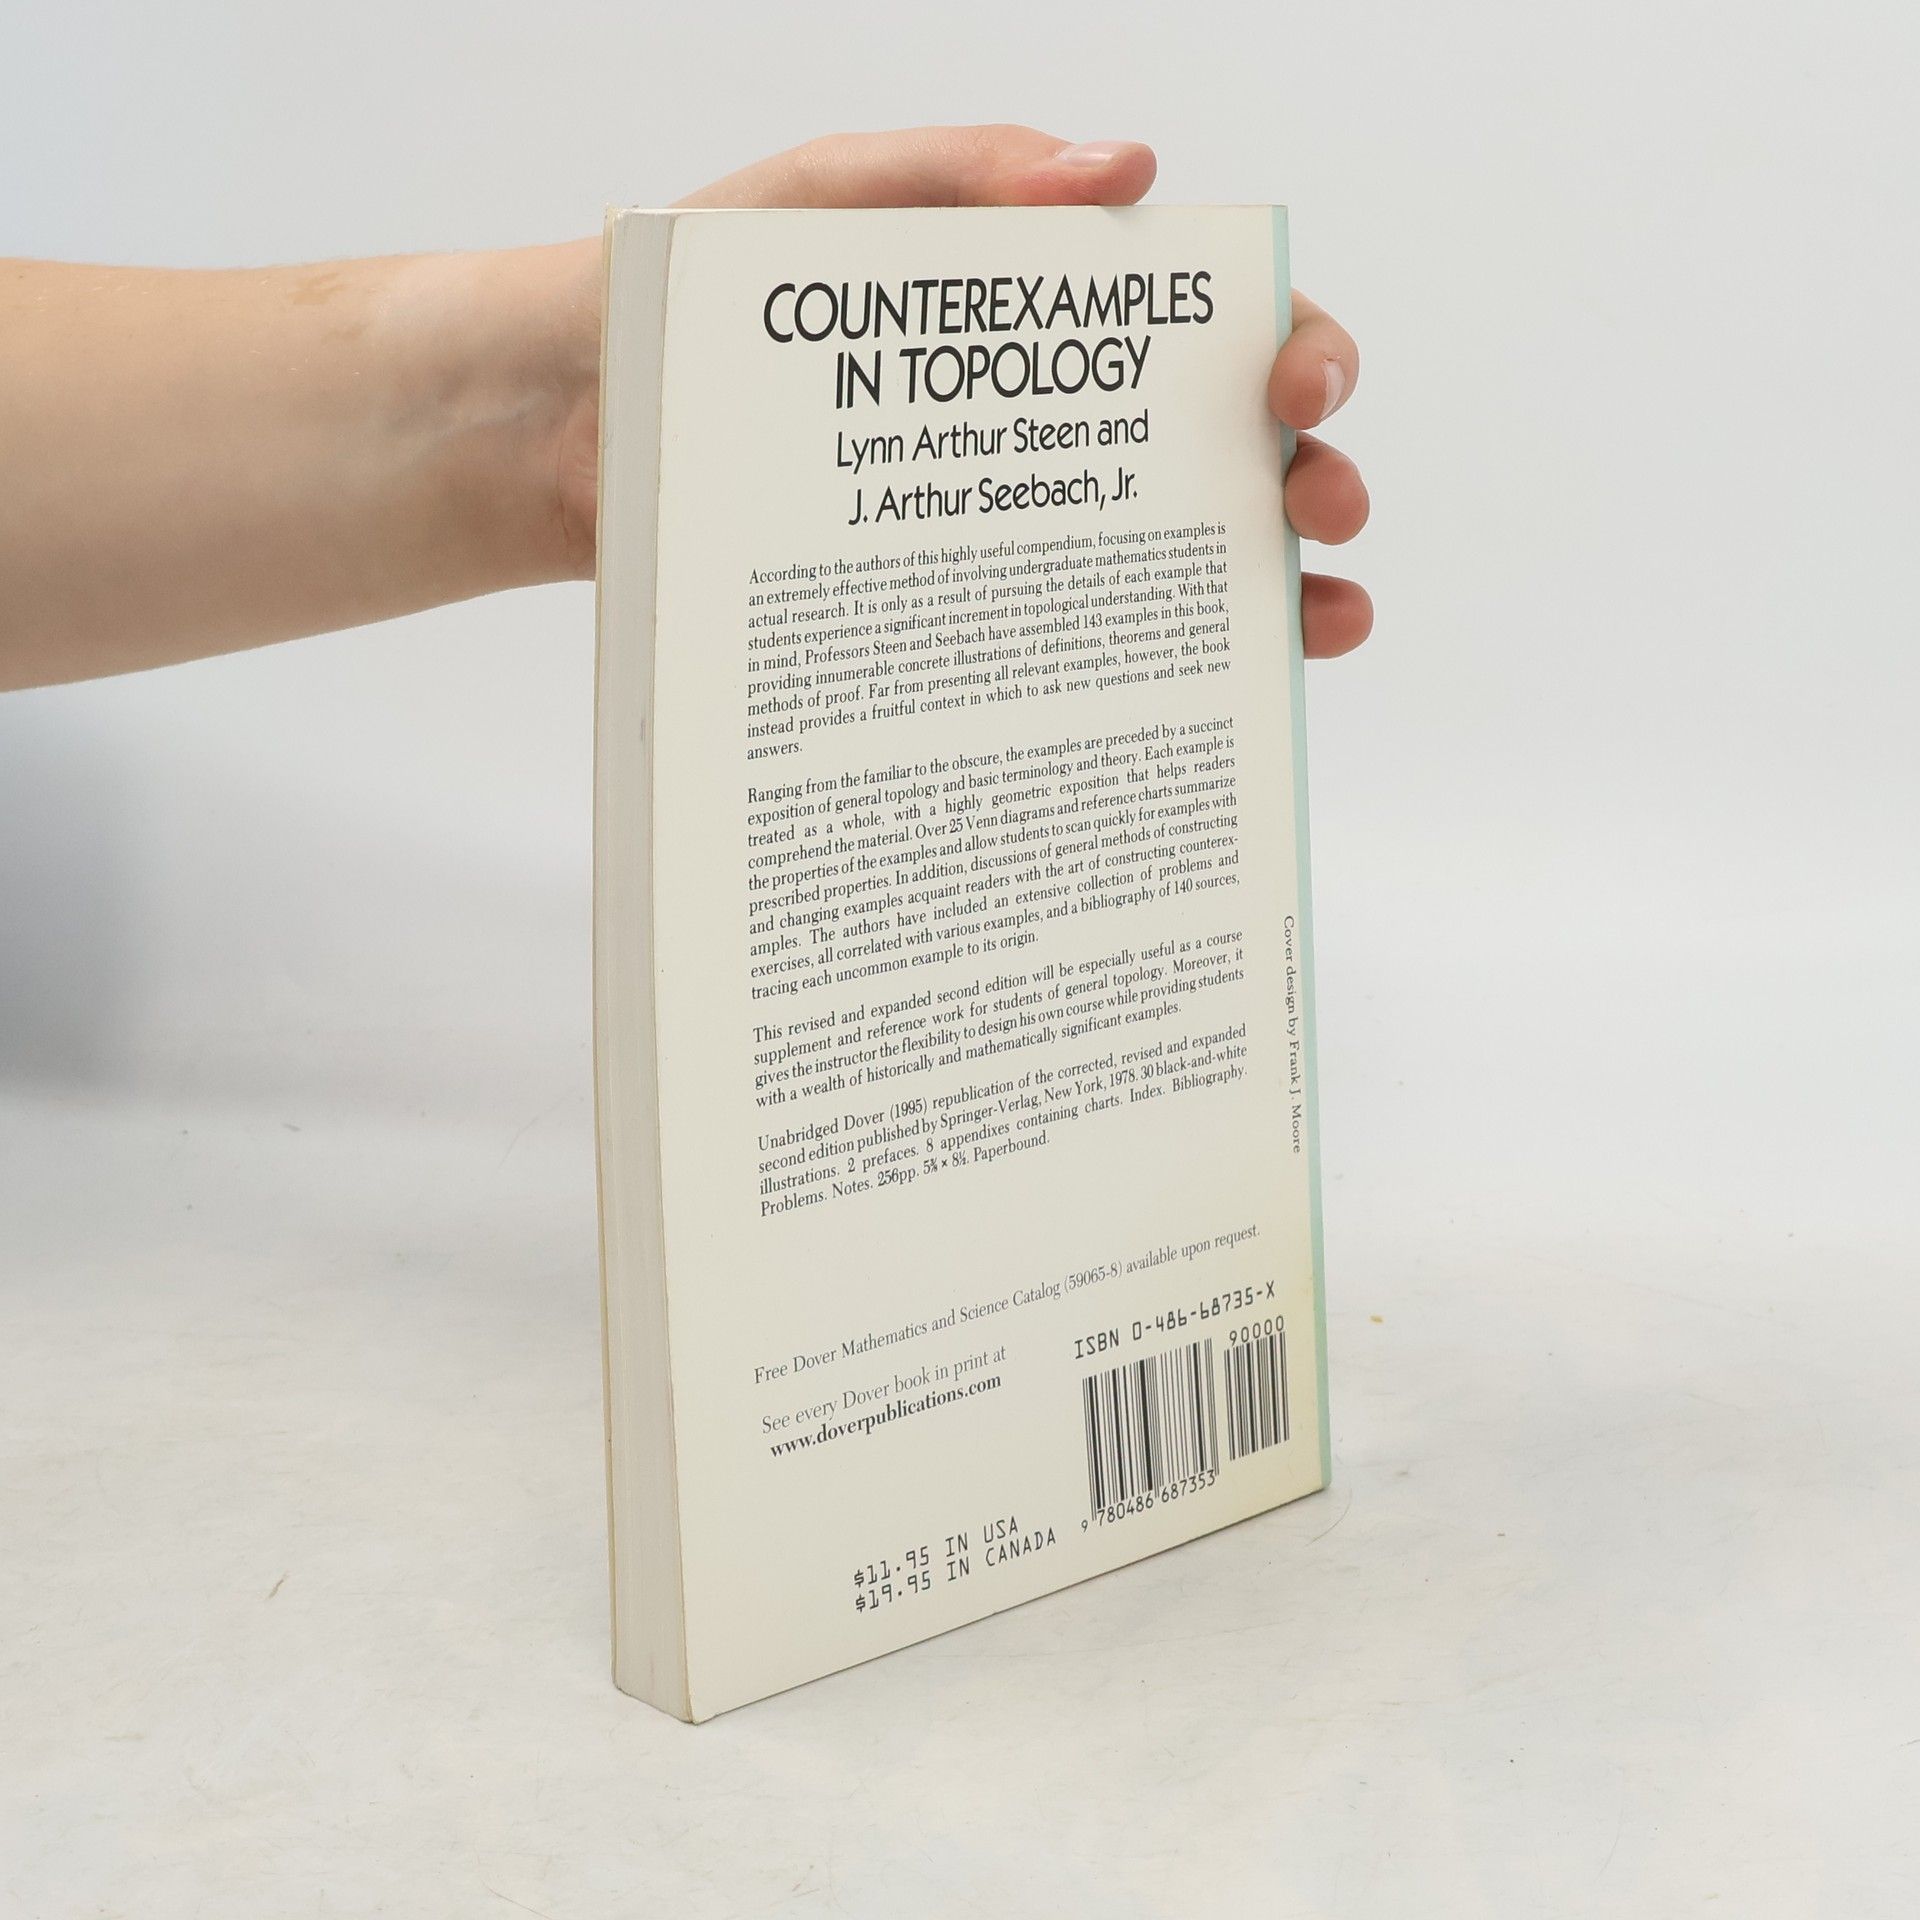 COUNTEREXAMPLES
IN TOPOLOGY
Lynn Arthur Steen and
J. Arthur Seebach, Jr.
According to the authors of this highly useful compendium, focusing on examples is
an extremely effective method of involving undergraduate mathematics students in
actual research. It is only as a result of pursuing the details of each example that
students experience a significant increment in topological understanding. With that
in mind, Professors Steen and Seebach have assembled 143 examples in this book,
providing innumerable concrete illustrations of definitions, theorems and general
methods of proof. Far from presenting all relevant examples, however, the book
instead provides a fruitful context in which to ask new questions and seek new
answers.
Ranging from the familiar to the obscure, the examples are preceded by a succinct
exposition of general topology and basic terminology and theory. Each example is
treated as a whole, with a highly geometric exposition that helps readers
comprehend the material. Over 25 Venn diagrams and reference charts summarize
the properties of the examples and allow students to scan quickly for examples with
prescribed properties. In addition, discussions of general methods of constructing
and changing examples acquaint readers with the art of constructing counterex-
amples. The authors have included an extensive collection of problems and
exercises, all correlated with various examples, and a bibliography of 140 sources,
tracing each uncommon example to its origin.
This revised and expanded second edition will be especially useful as a course
supplement and reference work for students of general topology. Moreover, it
gives the instructor the flexibility to design his own course while providing students
with a wealth of historically and mathematically significant examples.
Unabridged Dover (1995) republication of the corrected, revised and expanded
second edition published by Springer-Verlag, New York, 1978. 30 black-and-white
illustrations. 2 prefaces. 8 appendixes containing charts. Index. Bibliography.
Problems. Notes. 256pp. 5⅜ × 8½. Paperbound.
Free Dover Mathematics and Science Catalog (59065-8) available upon request.
See every Dover book in print at
www.doverpublications.com
ISBN 0-486-68735-X
90000
9 780486 687353
$11.95 IN USA
$19.95 IN CANADA
Cover design by Frank J. Moore